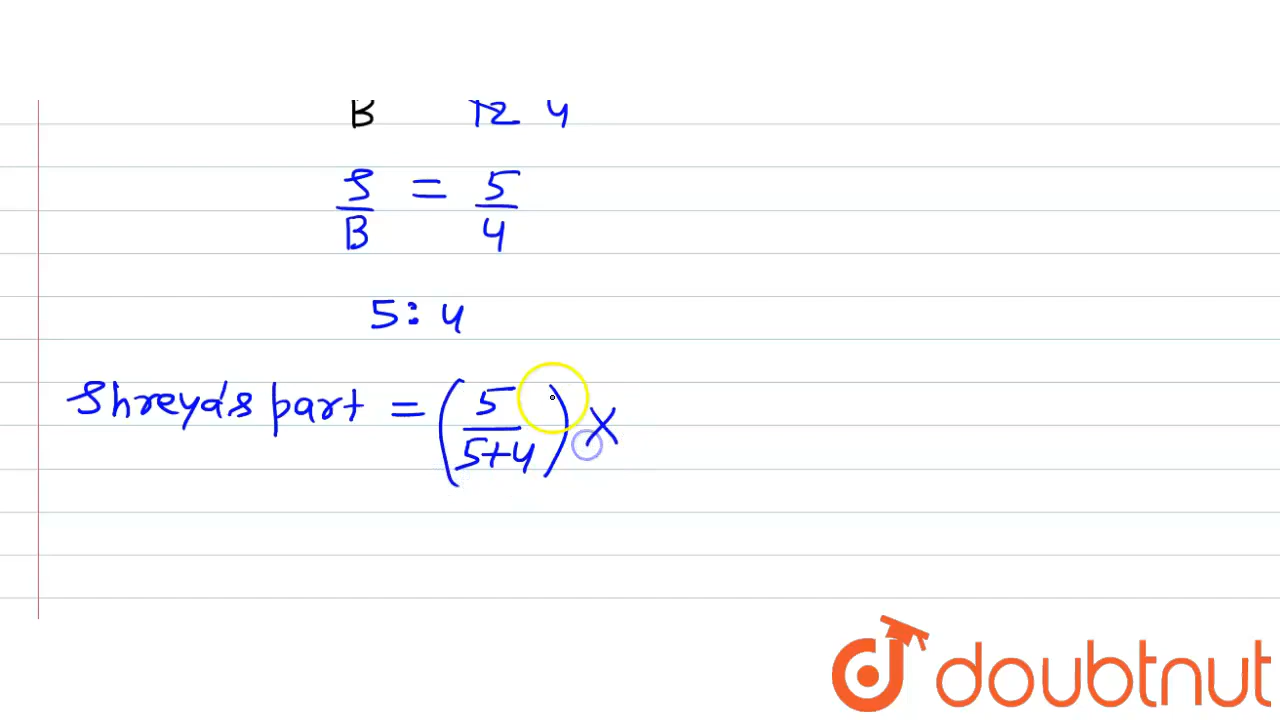 B 12 4
S/B = 5/4
5:4
Shreya's part = (5/(5+4)) ×
doubtnut